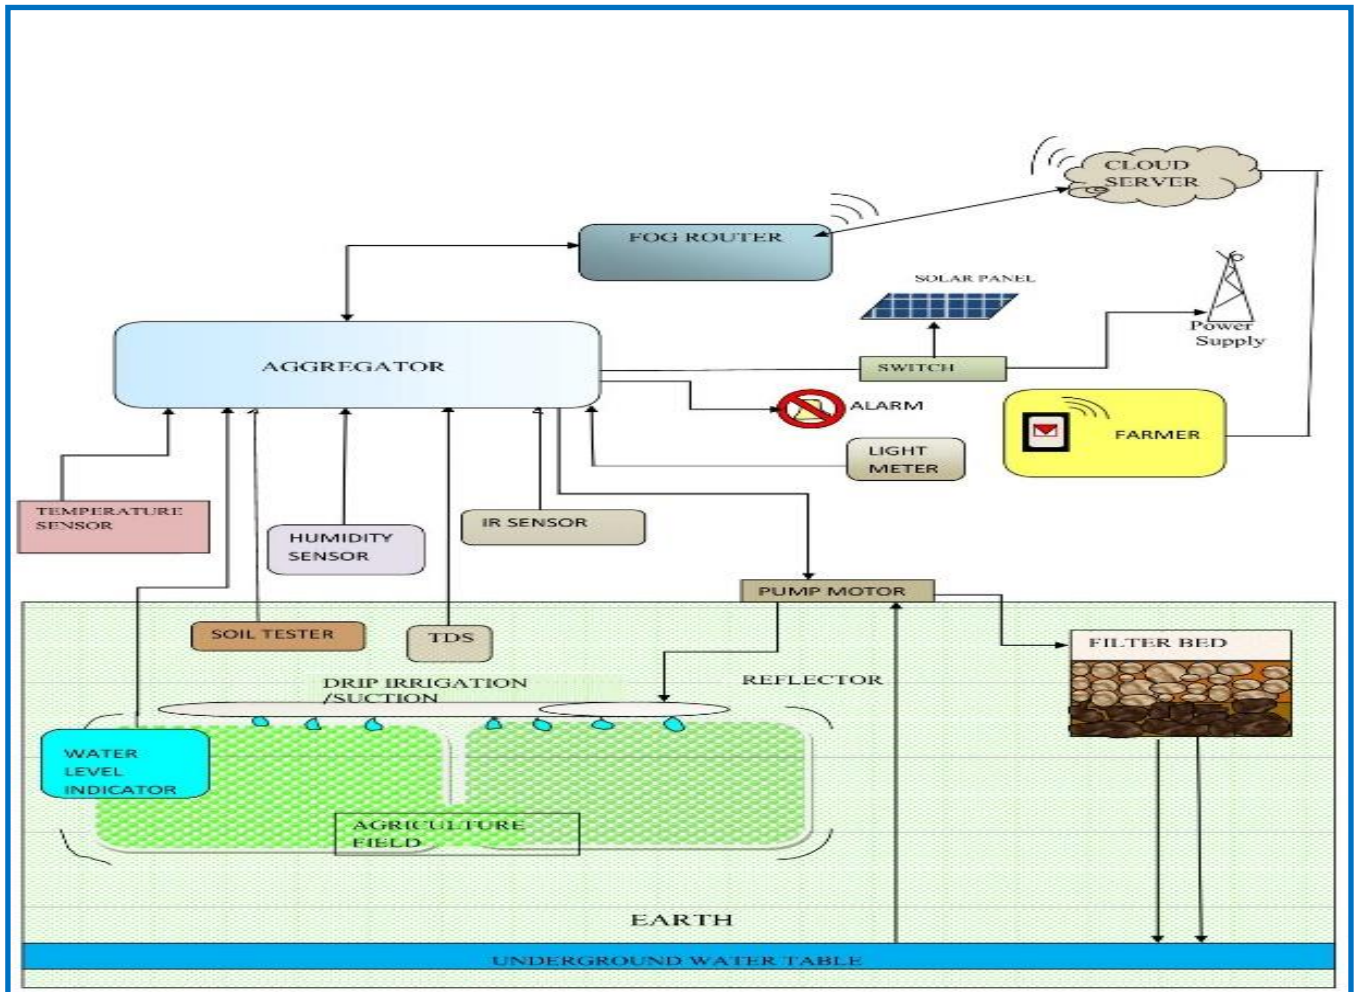 CLOUD
SERVER
FOG ROUTER
SOLAR PANEL
Power
Supply
AGGREGATOR
SWITCH
ALARM
FARMER
LIGHT
METER
TEMPERATURE
SENSOR
IR SENSOR
HUMIDITY
SENSOR
PUMP MOTOR
SOIL TESTER
TDS
FILTER BED
DRIP IRRIGATION
/SUCTION
REFLECTOR
WATER
LEVEL
INDICATOR
AGRICULTURE
FIELD
EARTH
UNDERGROUND WATER TABLE